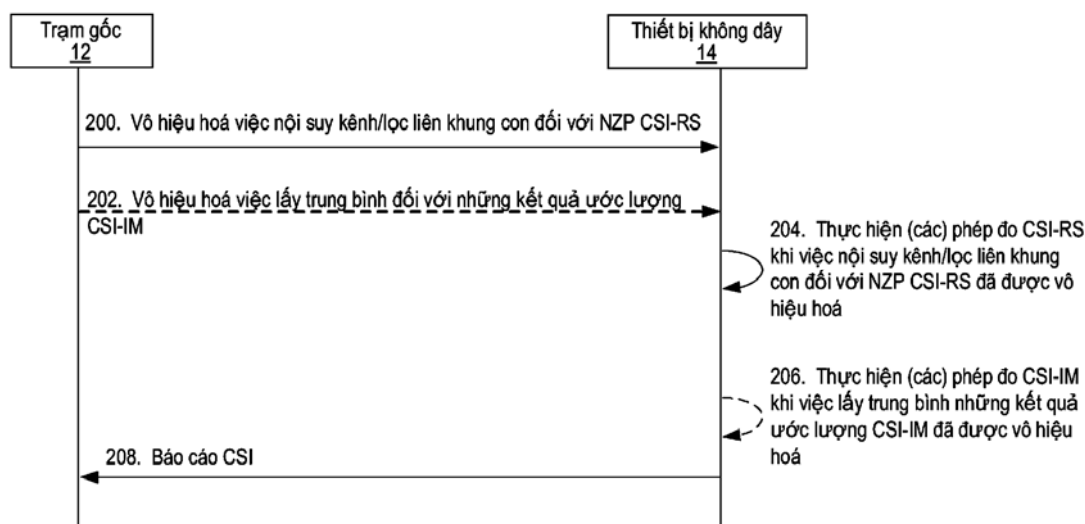 Trạm gốc
12
Thiết bị không dây
14
200. Vô hiệu hoá việc nội suy kênh/lọc liên khung con đối với NZP CSI-RS
202. Vô hiệu hoá việc lấy trung bình đối với những kết quả ước lượng
CSI-IM
204. Thực hiện (các) phép đo CSI-RS
khi việc nội suy kênh/lọc liên khung
con đối với NZP CSI-RS đã được vô
hiệu hoá
206. Thực hiện (các) phép đo CSI-IM
khi việc lấy trung bình những kết quả
ước lượng CSI-IM đã được vô hiệu
hoá
208. Báo cáo CSI